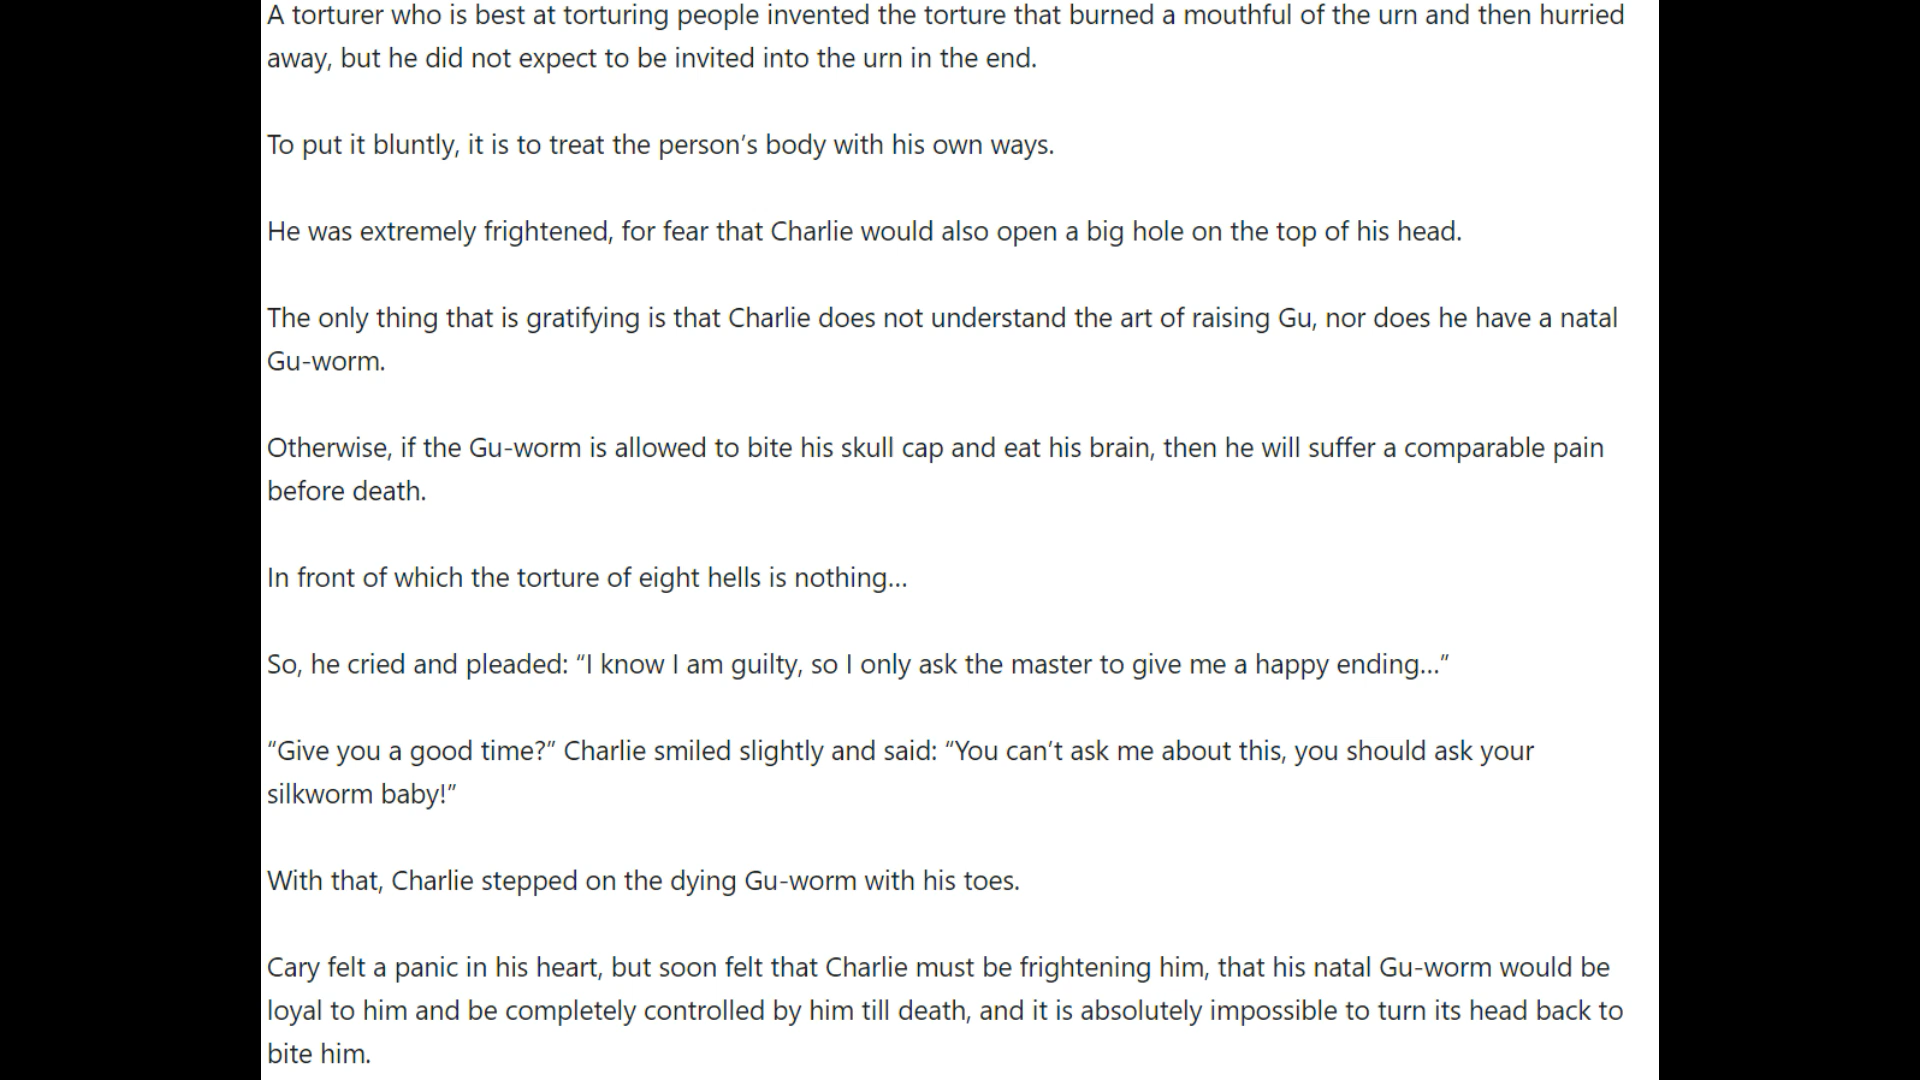 A torturer who is best at torturing people invented the torture that burned a mouthful of the urn and then hurried
away, but he did not expect to be invited into the urn in the end.
To put it bluntly, it is to treat the person’s body with his own ways.
He was extremely frightened, for fear that Charlie would also open a big hole on the top of his head.
The only thing that is gratifying is that Charlie does not understand the art of raising Gu, nor does he have a natal
Gu-worm.
Otherwise, if the Gu-worm is allowed to bite his skull cap and eat his brain, then he will suffer a comparable pain
before death.
In front of which the torture of eight hells is nothing…
So, he cried and pleaded: “I know I am guilty, so I only ask the master to give me a happy ending…”
“Give you a good time?” Charlie smiled slightly and said: “You can’t ask me about this, you should ask your
silkworm baby!”
With that, Charlie stepped on the dying Gu-worm with his toes.
Cary felt a panic in his heart, but soon felt that Charlie must be frightening him, that his natal Gu-worm would be
loyal to him and be completely controlled by him till death, and it is absolutely impossible to turn its head back to
bite him.